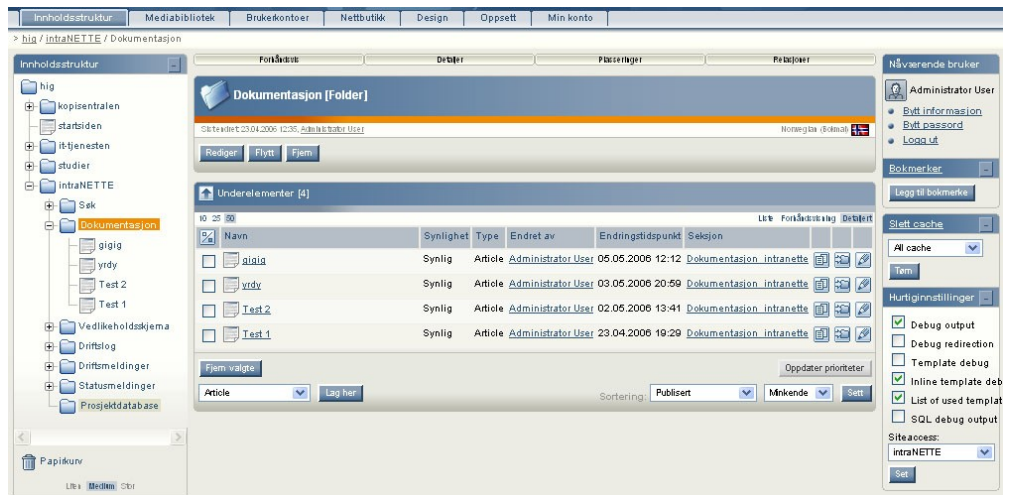 Innholdsstruktur Mediabibliotek Brukerkontoer Nettbutikk Design Oppsett Min konto
> hig / intraNETTE / Dokumentasjon
Innholdsstruktur
hig
kopisentralen
startsiden
it-tjenesten
studier
intraNETTE
Søk
Dokumentasjon
gigig
yrdy
Test 2
Test 1
Vedlikeholdsskjema
Driftslog
Driftsmeldinger
Statusmeldinger
Prosjektdatabase
Papirkurv
Liten Medium Stor
Forhåndsvis Detaljer Plasseringer Relasjoner
Dokumentasjon [Folder]
Sist endret: 23.04.2006 12:35, Administrator User Norwegian (Bokmal)
Rediger Flytt Fjern
Underelementer [4]
10 25 50 Liste Forhåndsvisning Detaljert
Navn Synlighet Type Endret av Endringstidspunkt Seksjon
gigig Synlig Article Administrator User 05.05.2006 12:12 Dokumentasjon_intranette
yrdy Synlig Article Administrator User 03.05.2006 20:59 Dokumentasjon_intranette
Test 2 Synlig Article Administrator User 02.05.2006 13:41 Dokumentasjon_intranette
Test 1 Synlig Article Administrator User 23.04.2006 19:29 Dokumentasjon_intranette
Fjern valgte Oppdater prioriteter
Article Lag her Sortering: Publisert Minkende Sett
Nåværende bruker
Administrator User
Bytt informasjon
Bytt passord
Logg ut
Bokmerker
Legg til bokmerke
Slett cache
All cache
Tøm
Hurtiginnstillinger
Debug output
Debug redirection
Template debug
Inline template deb
List of used templat
SQL debug output
Siteaccess:
intraNETTE
Set